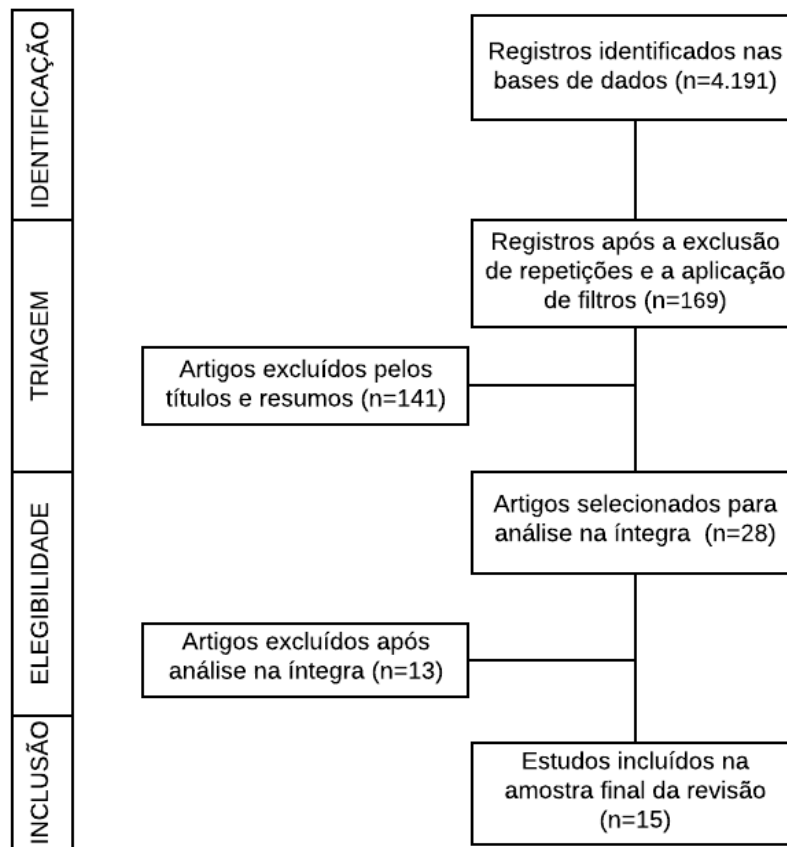 IDENTIFICAÇÃO
Registros identificados nas
bases de dados (n=4.191)
TRIAGEM
Registros após a exclusão
de repetições e a aplicação
de filtros (n=169)
Artigos excluídos pelos
títulos e resumos (n=141)
ELEGIBILIDADE
Artigos selecionados para
análise na íntegra (n=28)
Artigos excluídos após
análise na íntegra (n=13)
INCLUSÃO
Estudos incluídos na
amostra final da revisão
(n=15)